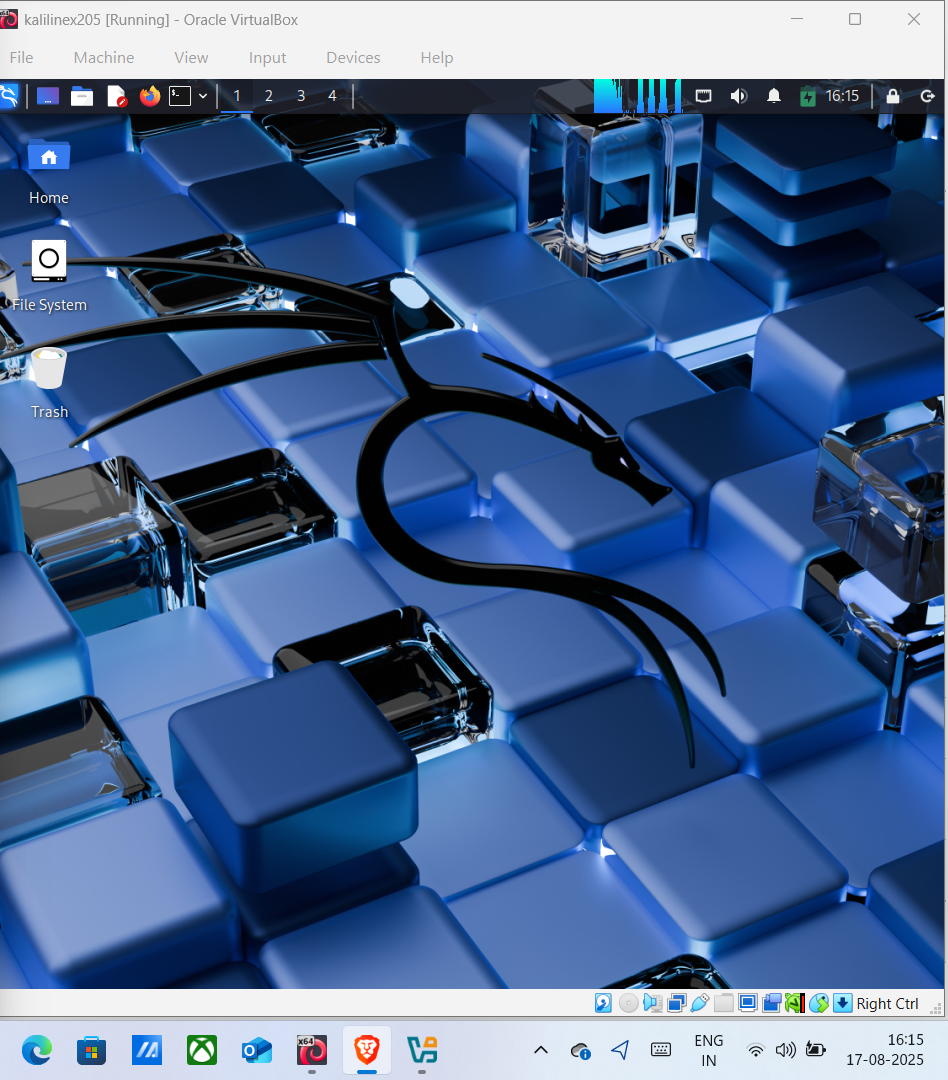 kalilinex205 [Running] - Oracle VirtualBox
File Machine View Input Devices Help
1 2 3 4 16:15
Home
File System
Trash
Right Ctrl
x64
ENG
IN
16:15
17-08-2025